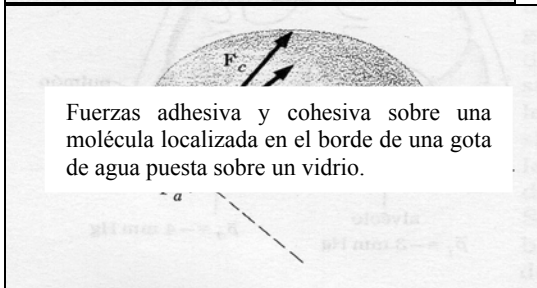 F_c
Fuerzas adhesiva y cohesiva sobre una
molécula localizada en el borde de una gota
de agua puesta sobre un vidrio.